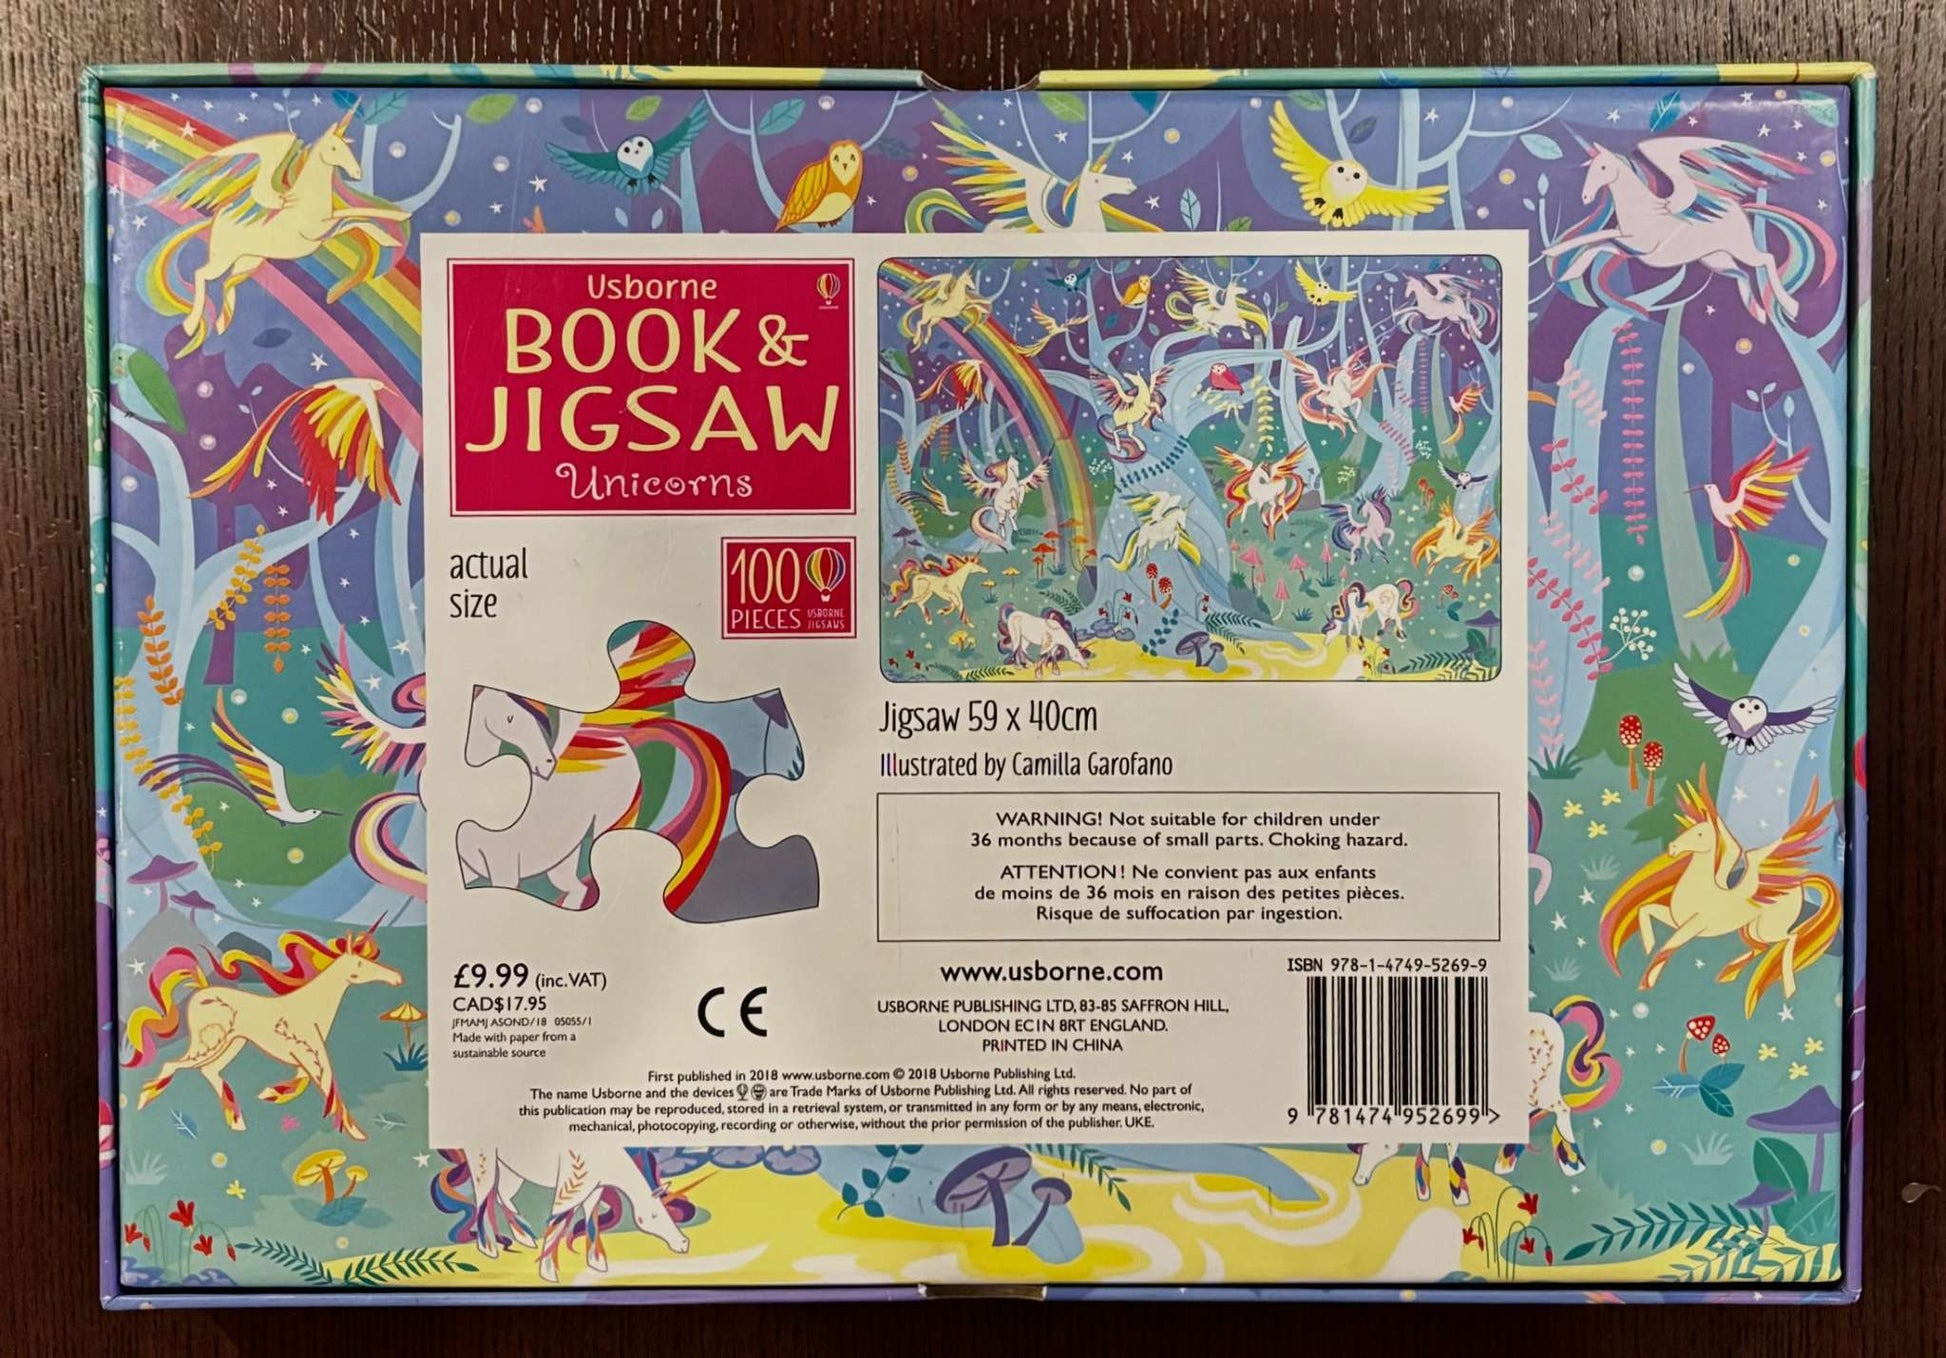 Usborne
BOOK &
JIGSAW
Unicorns
actual
size
100
PIECES
USBORNE
JIGSAWS
Jigsaw 59 x 40cm
Illustrated by Camilla Garofano
WARNING! Not suitable for children under
36 months because of small parts. Choking hazard.
ATTENTION! Ne convient pas aux enfants
de moins de 36 mois en raison des petites pièces.
Risque de suffocation par ingestion.
£9.99 (inc. VAT)
CAD$17.95
JFMAMJ ASOND/18 05055/1
Made with paper from a
sustainable source
CE
www.usborne.com
USBORNE PUBLISHING LTD, 83-85 SAFFRON HILL,
LONDON EC1N 8RT ENGLAND.
PRINTED IN CHINA
ISBN 978-1-4749-5269-9
9 781474 952699 >
First published in 2018 www.usborne.com © 2018 Usborne Publishing Ltd.
The name Usborne and the devices are Trade Marks of Usborne Publishing Ltd. All rights reserved. No part of
this publication may be reproduced, stored in a retrieval system, or transmitted in any form or by any means, electronic,
mechanical, photocopying, recording or otherwise, without the prior permission of the publisher. UKE.